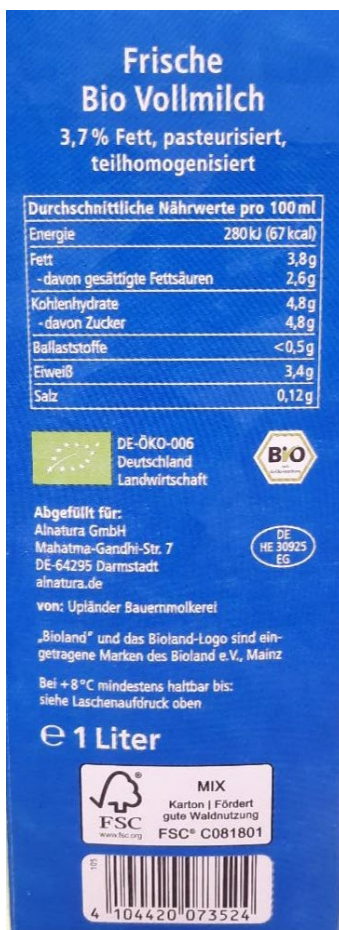 Frische
Bio Vollmilch
3,7% Fett, pasteurisiert,
teilhomogenisiert
Durchschnittliche Nährwerte pro 100 ml
Energie 280 kJ (67 kcal)
Fett 3,8 g
- davon gesättigte Fettsäuren 2,6 g
Kohlenhydrate 4,8 g
- davon Zucker 4,8 g
Ballaststoffe <0,5 g
Eiweiß 3,4 g
Salz 0,12 g
DE-ÖKO-006
Deutschland
Landwirtschaft
BIO
Abgefüllt für:
Alnatura GmbH
Mahatma-Gandhi-Str. 7
DE-64295 Darmstadt
alnatura.de
DE
HE 30925
EG
von: Upländer Bauernmolkerei
„Bioland“ und das Bioland-Logo sind ein-
getragene Marken des Bioland e.V., Mainz
Bei +8°C mindestens haltbar bis:
siehe Laschenaufdruck oben
e 1 Liter
FSC
www.fsc.org
MIX
Karton | Fördert
gute Waldnutzung
FSC® C081801
105
4 104420 073524